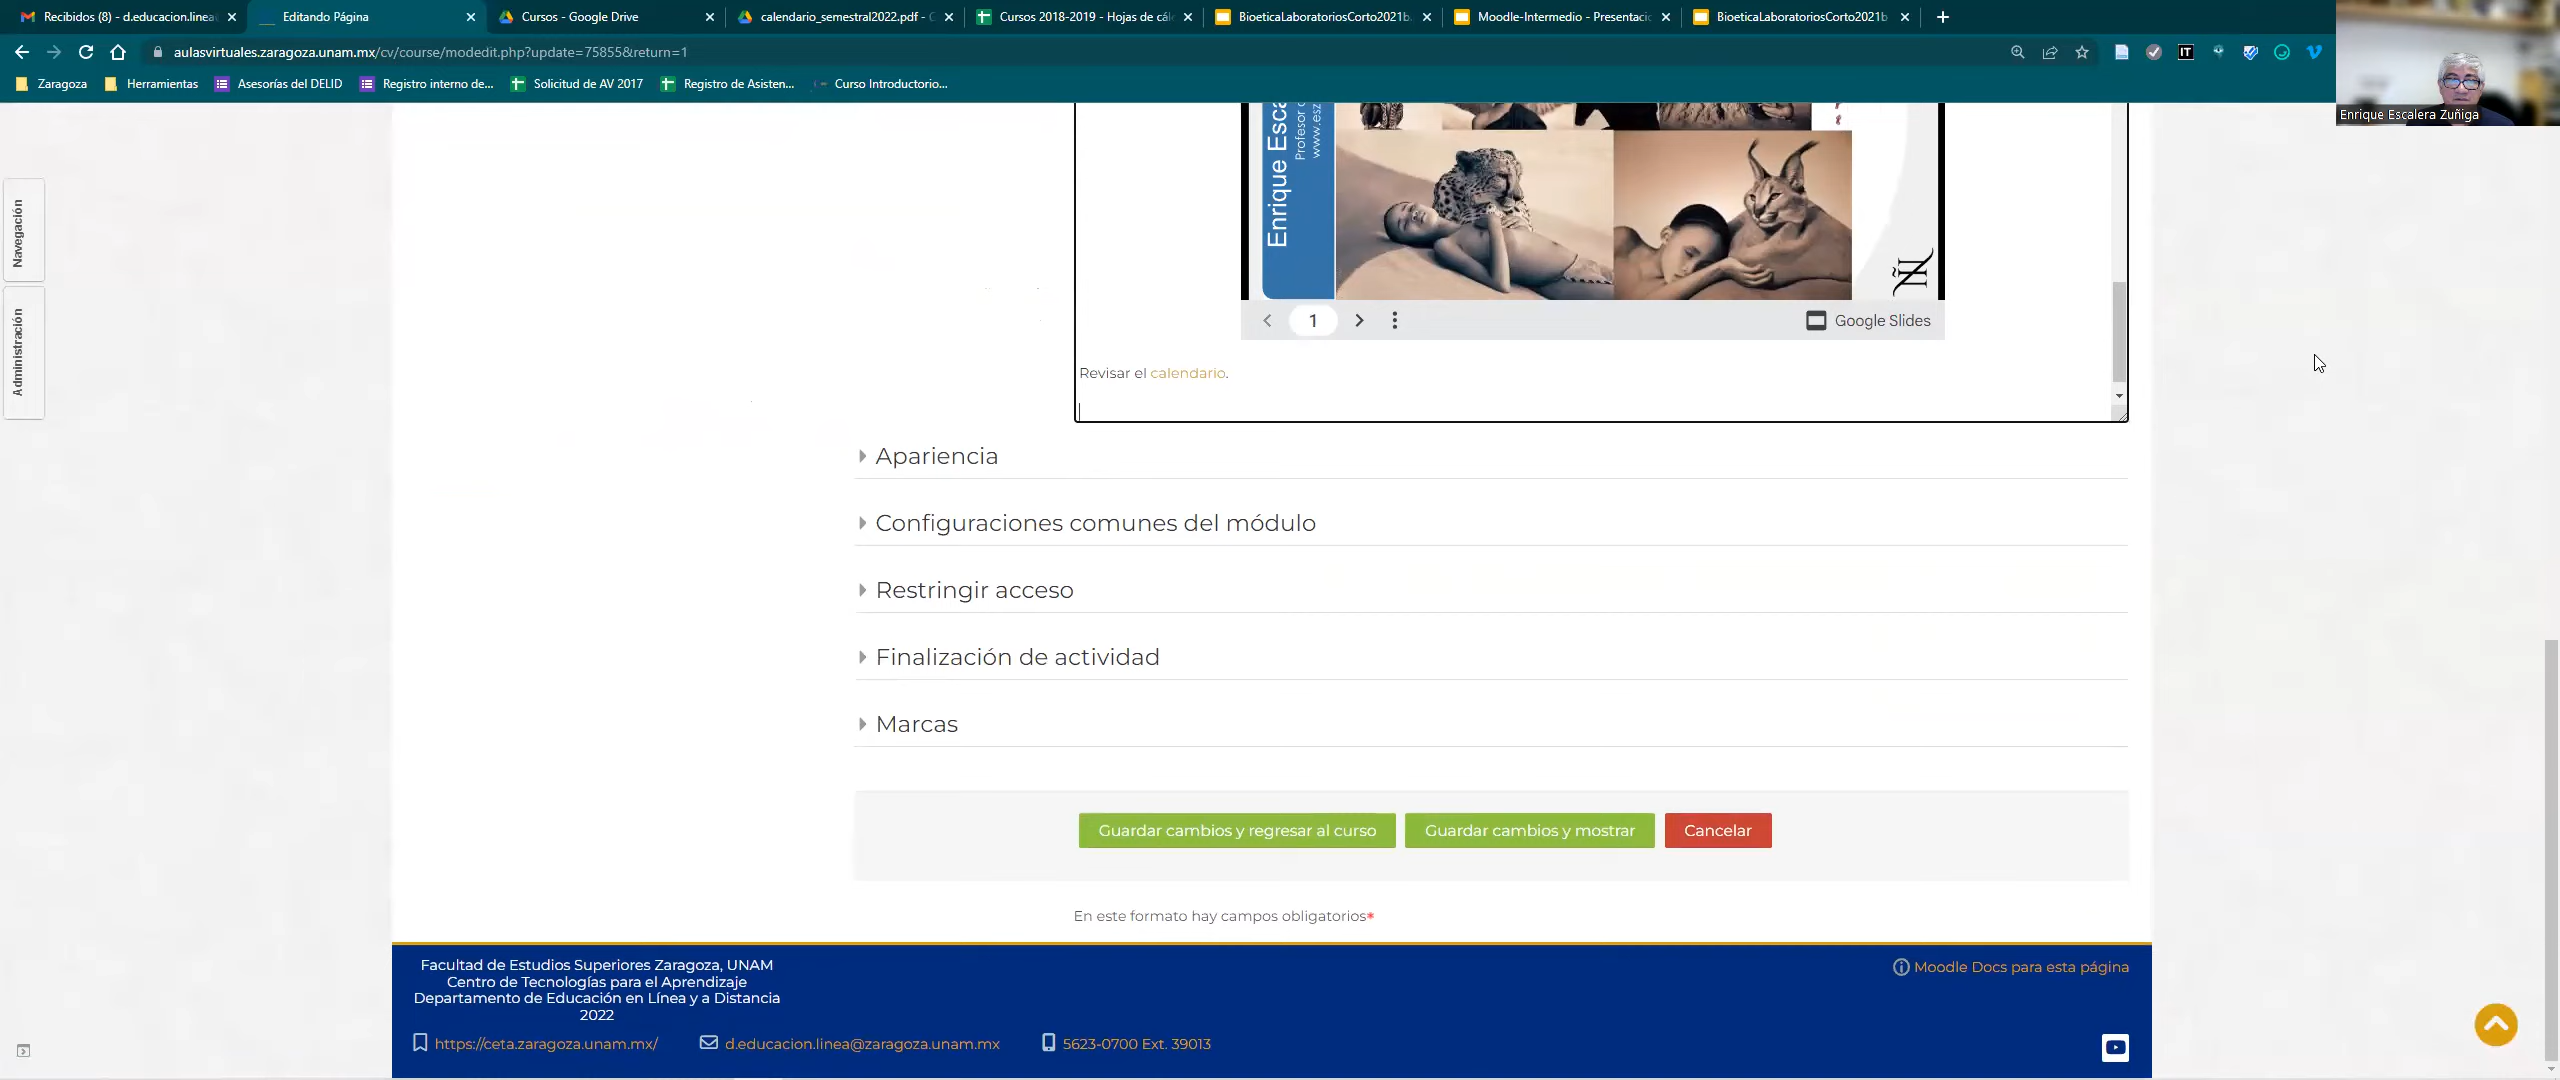 Recibidos (8) - d.educacion.linea
Editando Página
Cursos - Google Drive
calendario_semestral2022.pdf -
Cursos 2018-2019 - Hojas de cálc
BioeticaLaboratoriosCorto2021b
Moodle-Intermedio - Presentacio
BioeticaLaboratoriosCorto2021b
aulasvirtuales.zaragoza.unam.mx/cv/course/modedit.php?update=75855&return=1
Zaragoza
Herramientas
Asesorías del DELID
Registro interno de...
Solicitud de AV 2017
Registro de Asisten...
Curso Introductorio...
Enrique Escalera Zuñiga
Navegación
Administración
Enrique Esca
Profesor
www.esz
1
Google Slides
Revisar el calendario.
Apariencia
Configuraciones comunes del módulo
Restringir acceso
Finalización de actividad
Marcas
Guardar cambios y regresar al curso
Guardar cambios y mostrar
Cancelar
En este formato hay campos obligatorios*
Facultad de Estudios Superiores Zaragoza, UNAM
Centro de Tecnologías para el Aprendizaje
Departamento de Educación en Línea y a Distancia
2022
Moodle Docs para esta página
https://ceta.zaragoza.unam.mx/
d.educacion.linea@zaragoza.unam.mx
5623-0700 Ext. 39013